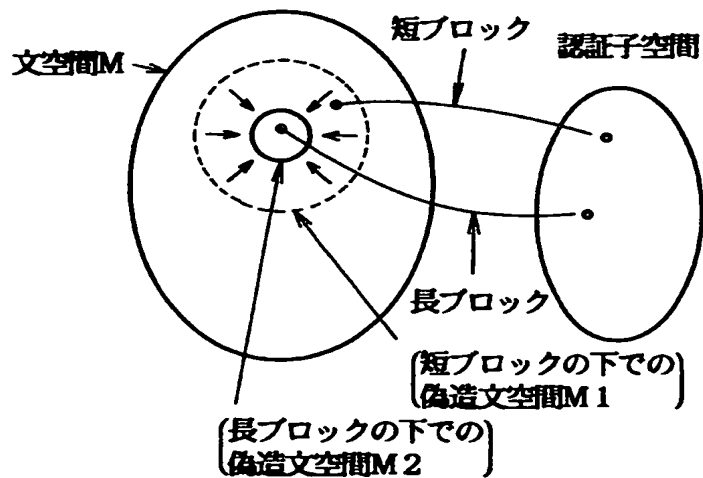 短ブロック
認証子空間
文空間M
長ブロック
(短ブロックの下での
偽造文空間M1)
(長ブロックの下での
偽造文空間M2)